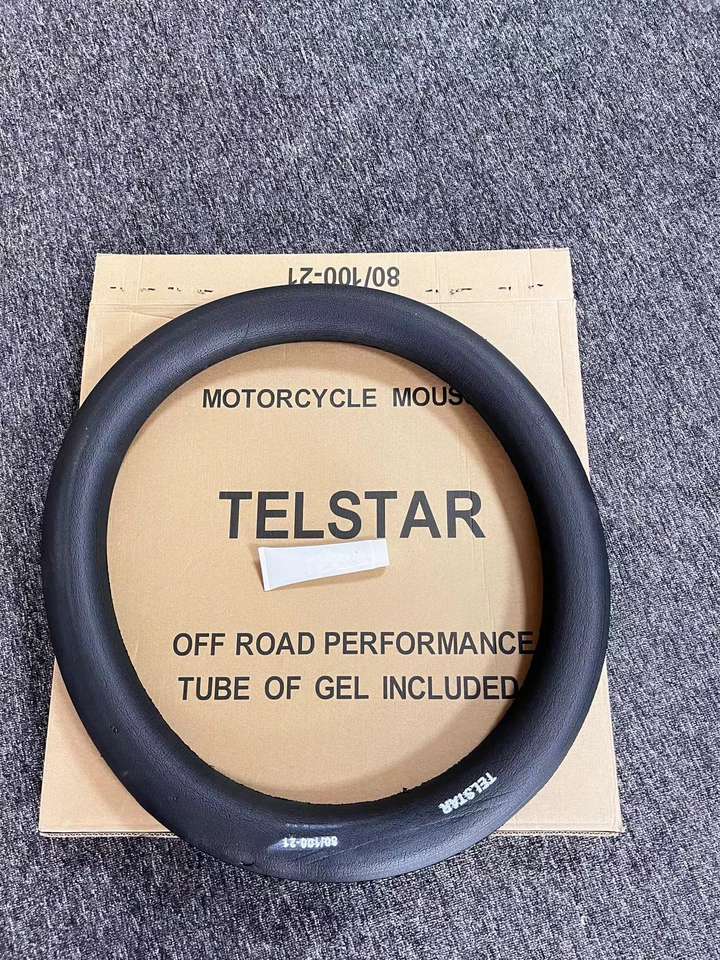 80/100-21
MOTORCYCLE MOUS
TELSTAR
OFF ROAD PERFORMANCE
TUBE OF GEL INCLUDED
TELSTAR
80/100-21